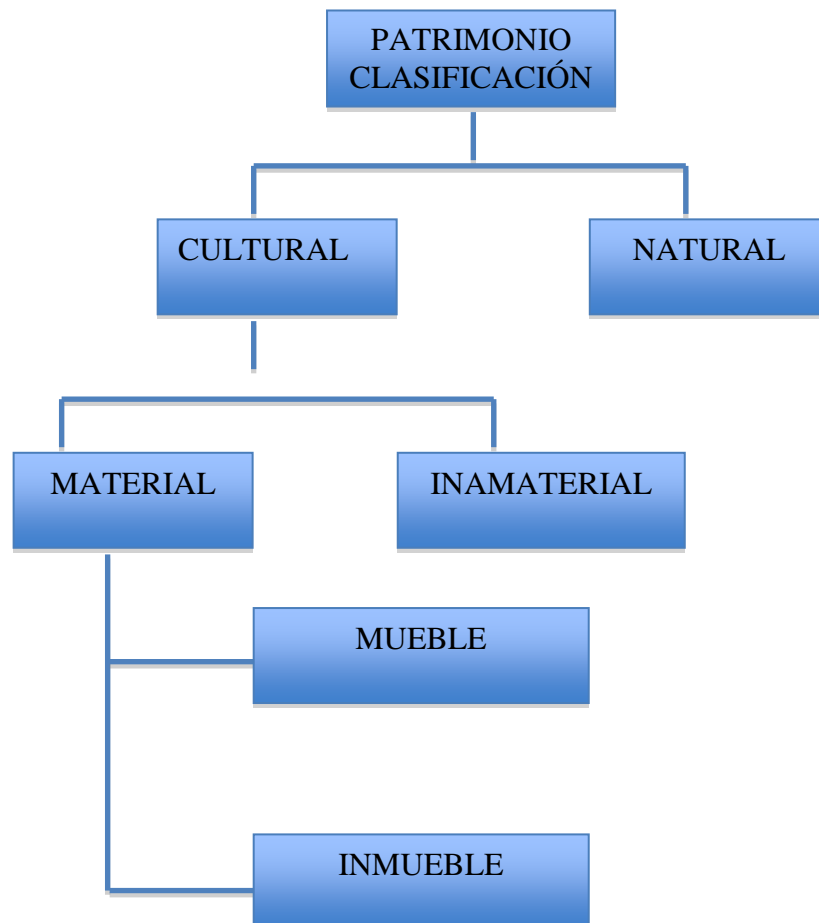 PATRIMONIO
CLASIFICACIÓN
CULTURAL
NATURAL
MATERIAL
INAMATERIAL
MUEBLE
INMUEBLE